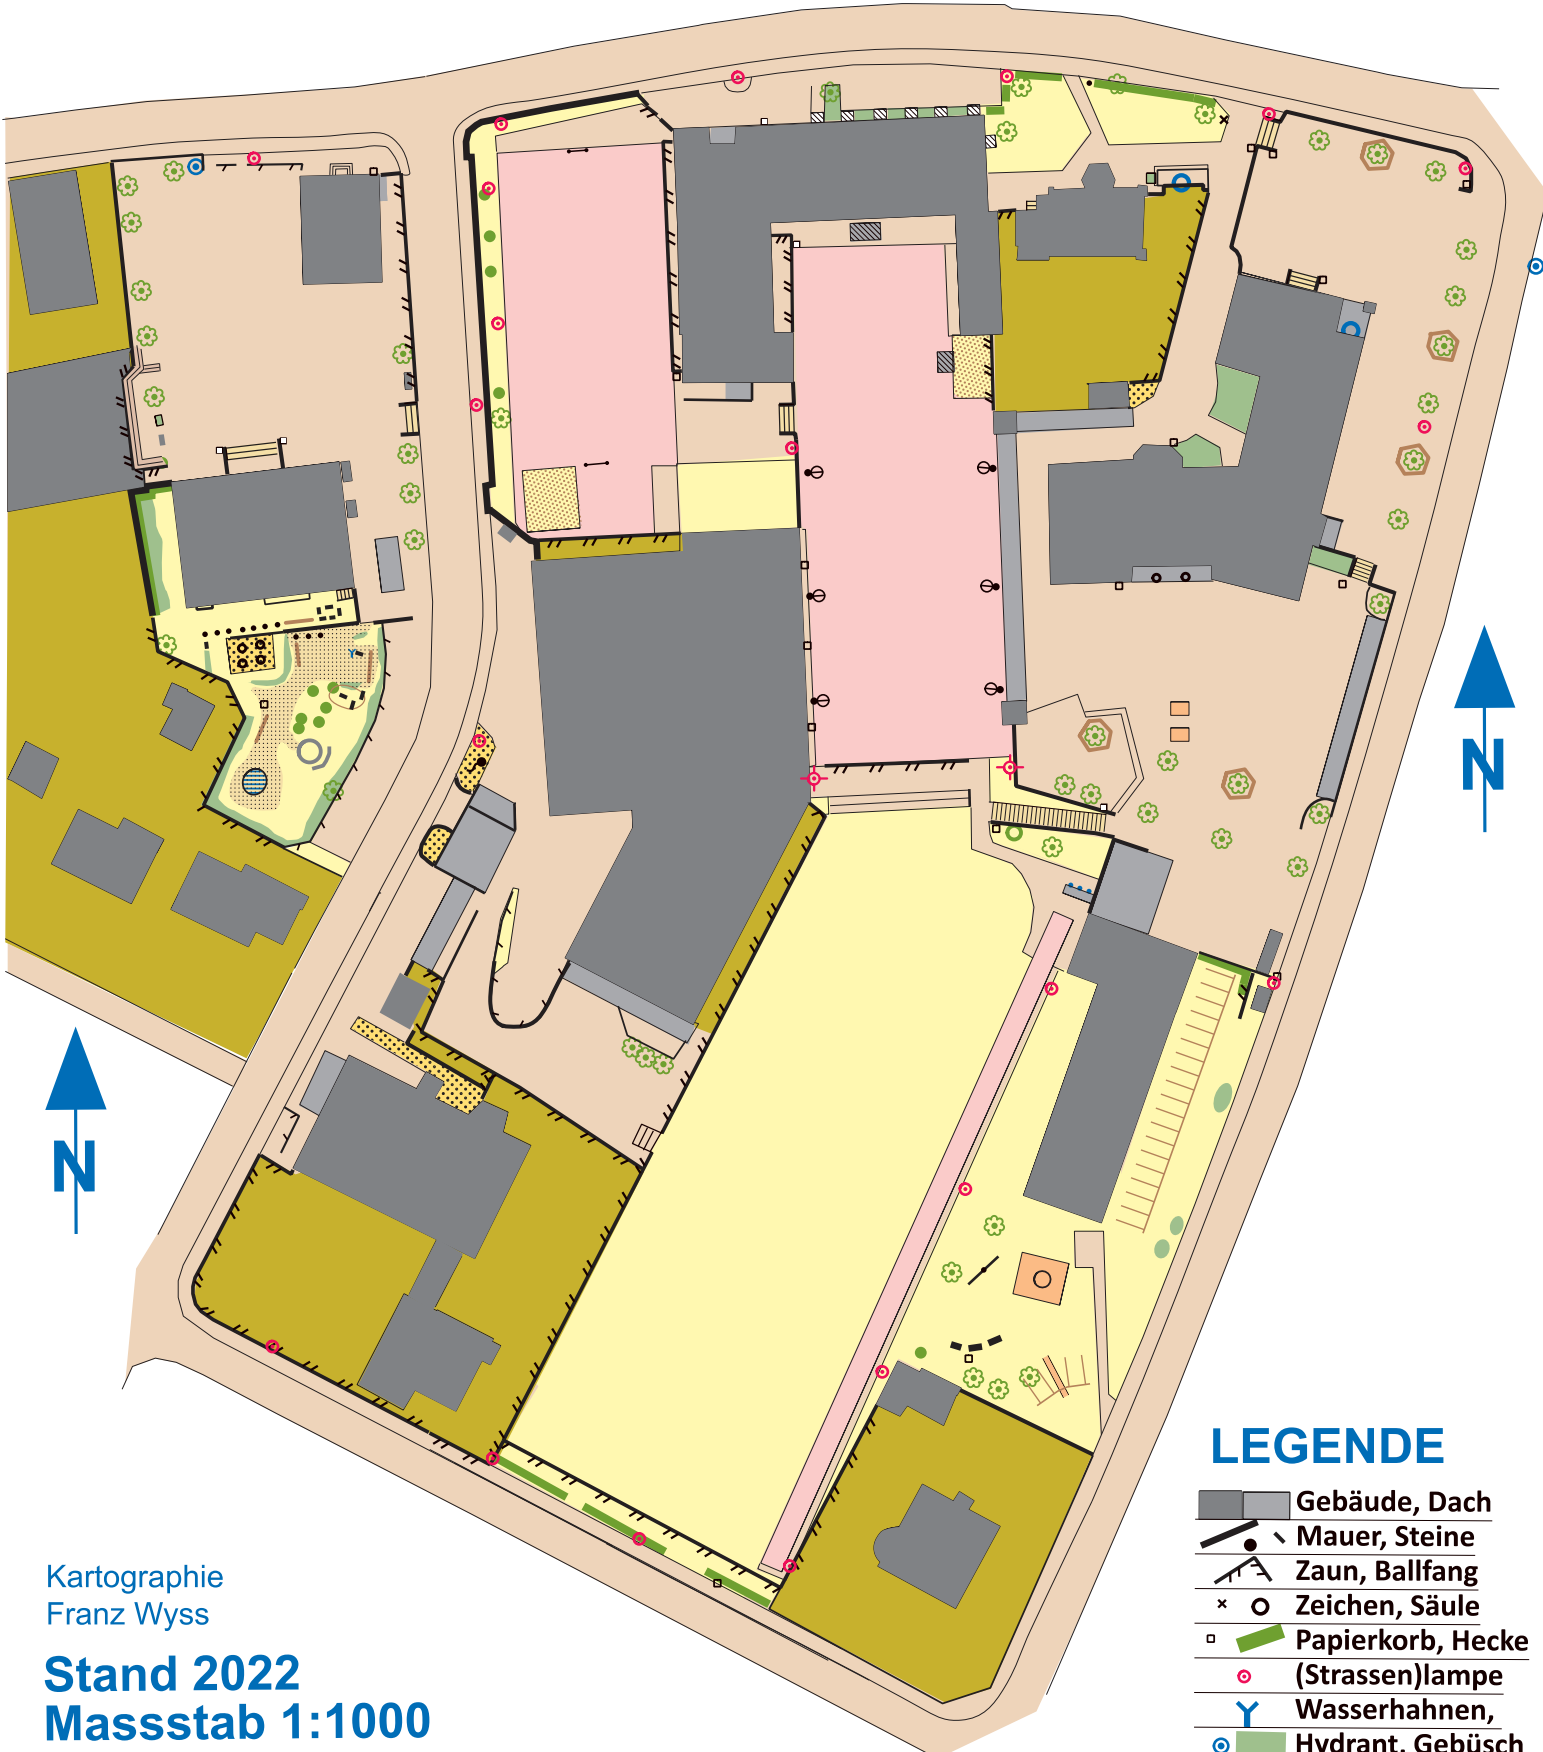 N
N
LEGENDE
Gebäude, Dach
Mauer, Steine
Zaun, Ballfang
Zeichen, Säule
Papierkorb, Hecke
(Strassen)lampe
Wasserhahnen,
Hydrant, Gebüsch
Kartographie
Franz Wyss
Stand 2022
Massstab 1:1000